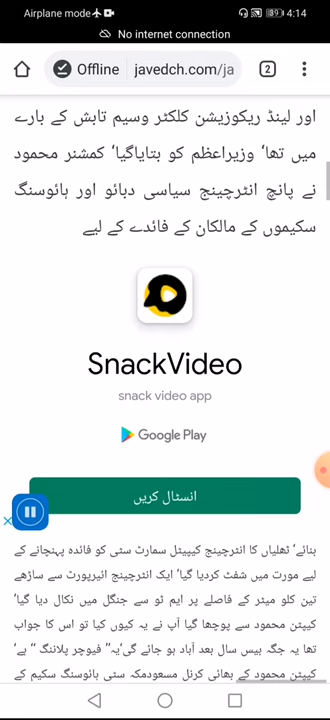 Airplane mode 39 4:14
No internet connection
Offline javedch.com/ja 2
اور لینڈ ریکوزیشن کلکٹر وسیم تابش کے بارے
میں تھا‘ وزیراعظم کو بتایاگیا‘ کمشنر محمود
نے پانچ انٹرچینج سیاسی دبائو اور ہائوسنگ
سکیموں کے مالکان کے فائدے کے لیے
SnackVideo
snack video app
Google Play
انسٹال کریں
بنائے‘ ٹھلیاں کا انٹرچینج کیپیٹل سمارٹ سٹی کو فائدہ پہنچانے کے
لیے مورت میں شفٹ کردیا گیا‘ ایک انٹرچینج ائیرپورٹ سے ساڑھے
تین کلو میٹر کے فاصلے پر ایم ٹو سے جنگل میں نکال دیا گیا‘
کیپٹن محمود سے پوچھا گیا آپ نے یہ کیوں کیا تو اس کا جواب
تھا یہ جگہ بیس سال بعد آباد ہو جائے گی‘یہ’’ فیوچر پلاننگ ‘‘ ہے‘
کیپٹن محمود کے بھائی کرنل مسعودمکہ سٹی ہائوسنگ سکیم کے